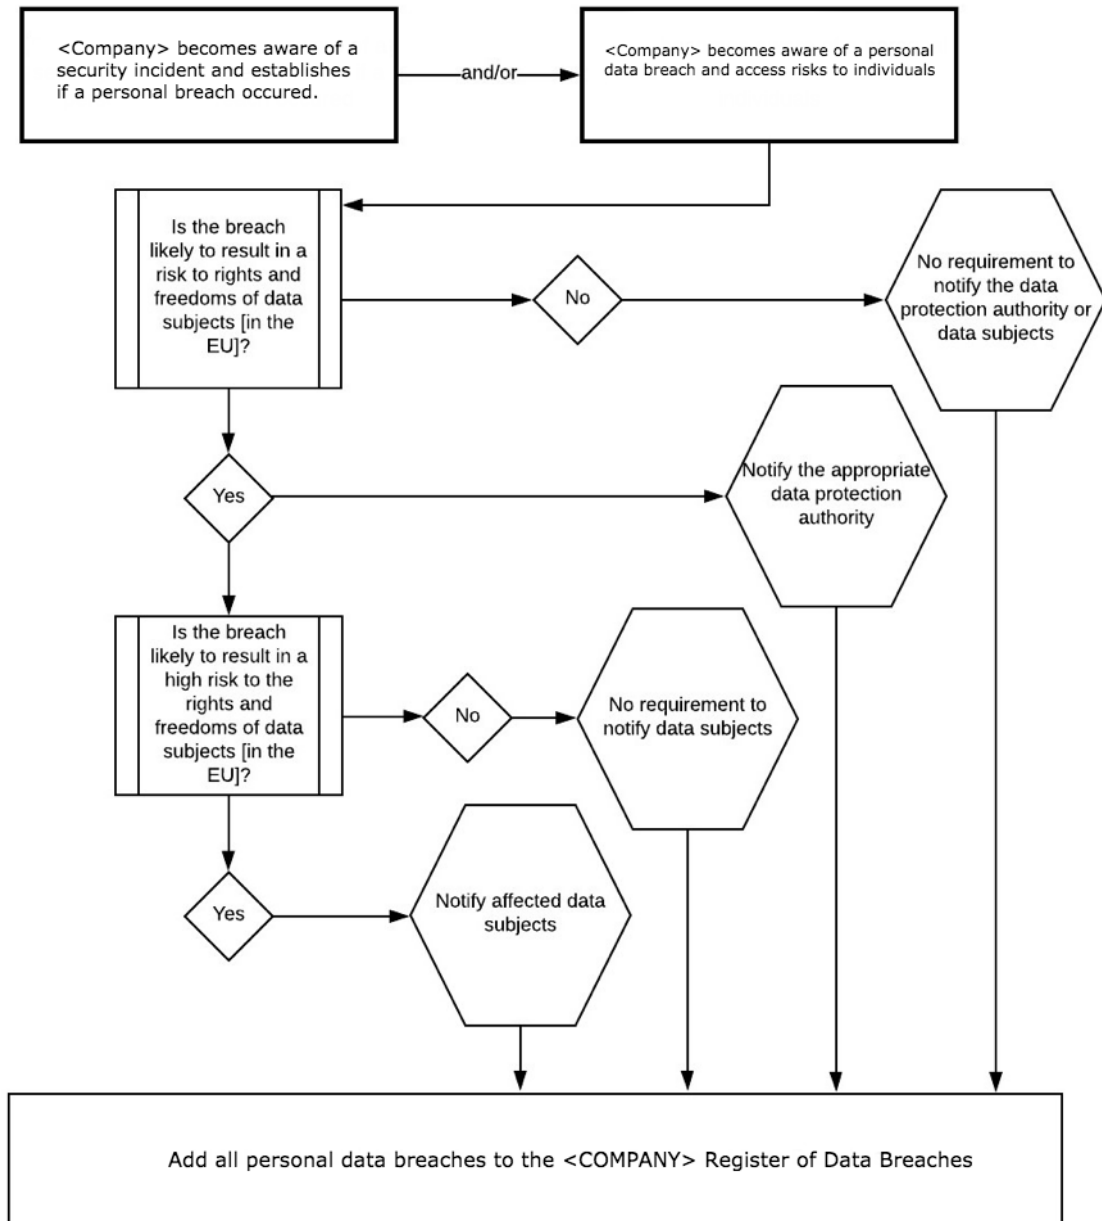 <Company> becomes aware of a
security incident and establishes
if a personal breach occured.
and/or
<Company> becomes aware of a personal
data breach and access risks to individuals
Is the breach
likely to result in a
risk to rights and
freedoms of data
subjects [in the
EU]?
No
No requirement to
notify the data
protection authority or
data subjects
Yes
Notify the appropriate
data protection
authority
Is the breach
likely to result in a
high risk to the
rights and
freedoms of data
subjects [in the
EU]?
No
No requirement to
notify data subjects
Yes
Notify affected data
subjects
Add all personal data breaches to the <COMPANY> Register of Data Breaches